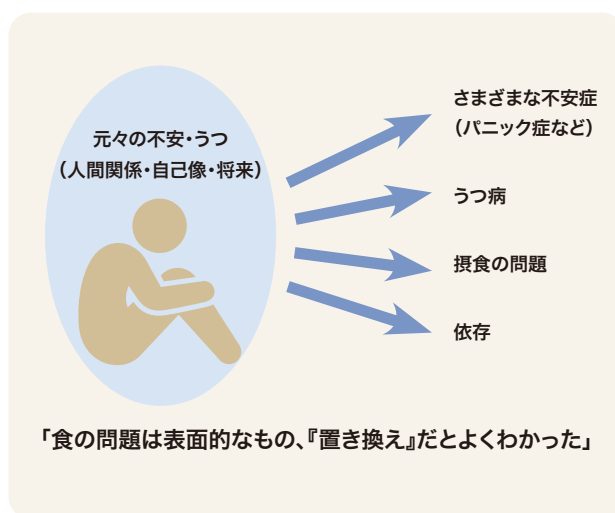 元々の不安・うつ
（人間関係・自己像・将来）
さまざまな不安症
（パニック症など）
うつ病
摂食の問題
依存
「食の問題は表面的なもの、『置き換え』だとよくわかった」